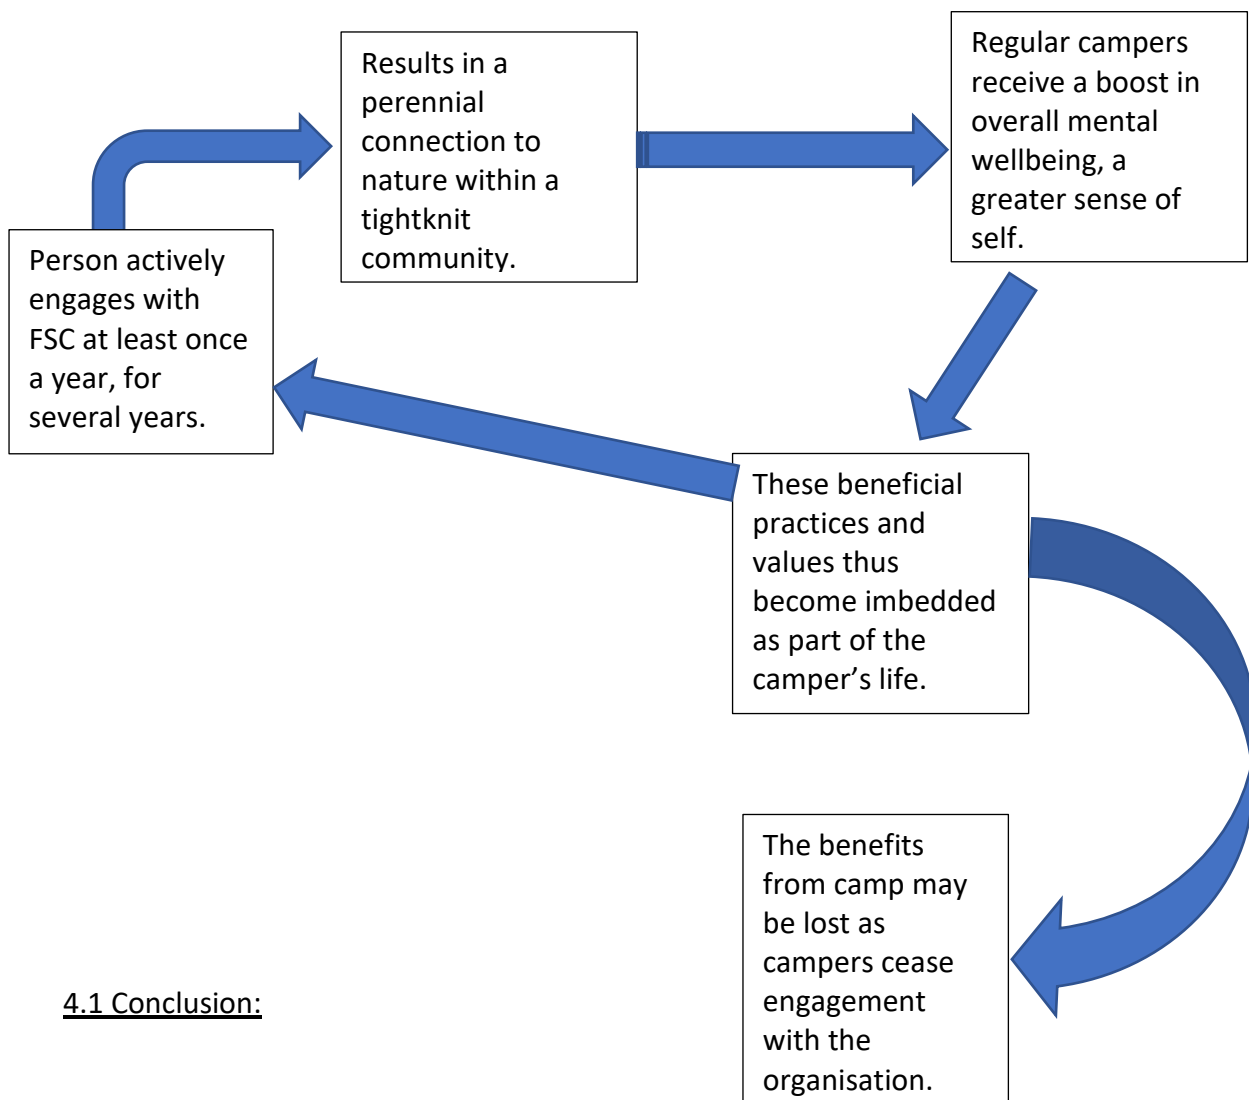 Results in a
perennial
connection to
nature within a
tightknit
community.
Regular campers
receive a boost in
overall mental
wellbeing, a
greater sense of
self.
Person actively
engages with
FSC at least once
a year, for
several years.
These beneficial
practices and
values thus
become imbedded
as part of the
camper’s life.
The benefits
from camp may
be lost as
campers cease
engagement
with the
organisation.
4.1 Conclusion: